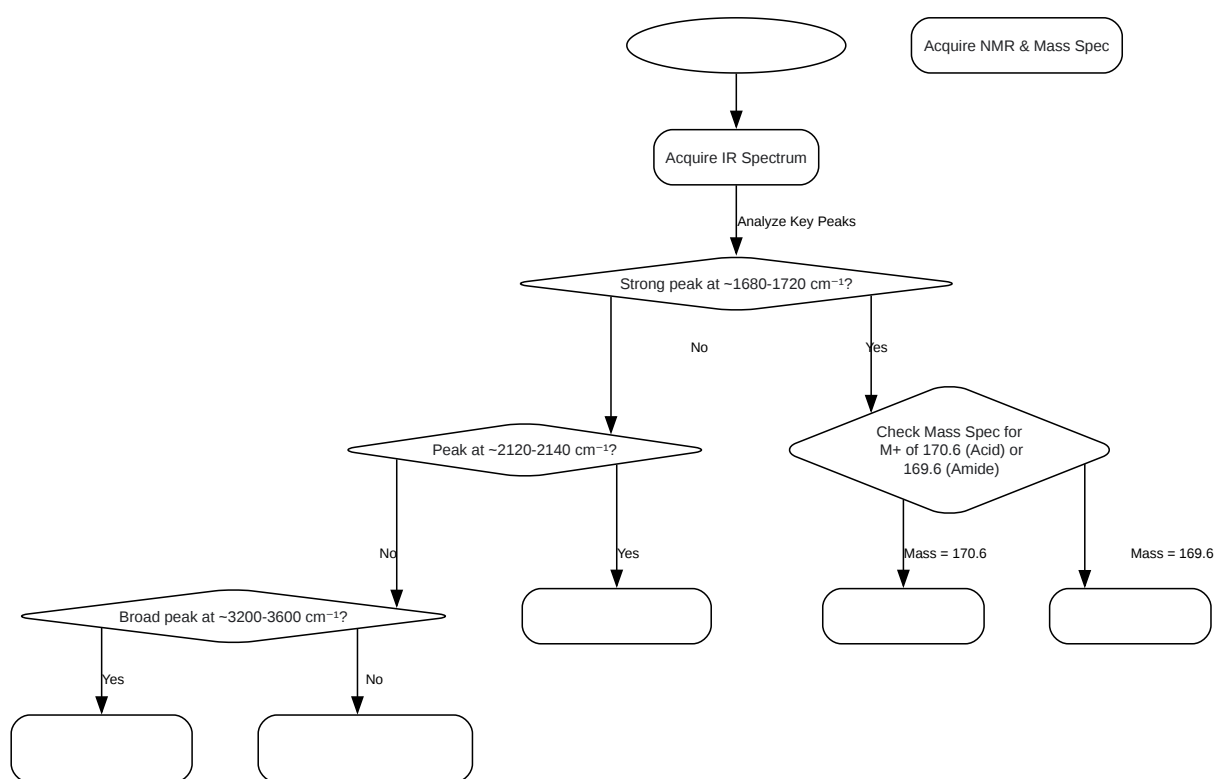 Acquire NMR & Mass Spec
Acquire IR Spectrum
Analyze Key Peaks
Strong peak at ~1680-1720 cm⁻¹?
No
Yes
Check Mass Spec for
M+ of 170.6 (Acid) or
169.6 (Amide)
Peak at ~2120-2140 cm⁻¹?
No
Yes
Mass = 170.6
Mass = 169.6
Broad peak at ~3200-3600 cm⁻¹?
Yes
No